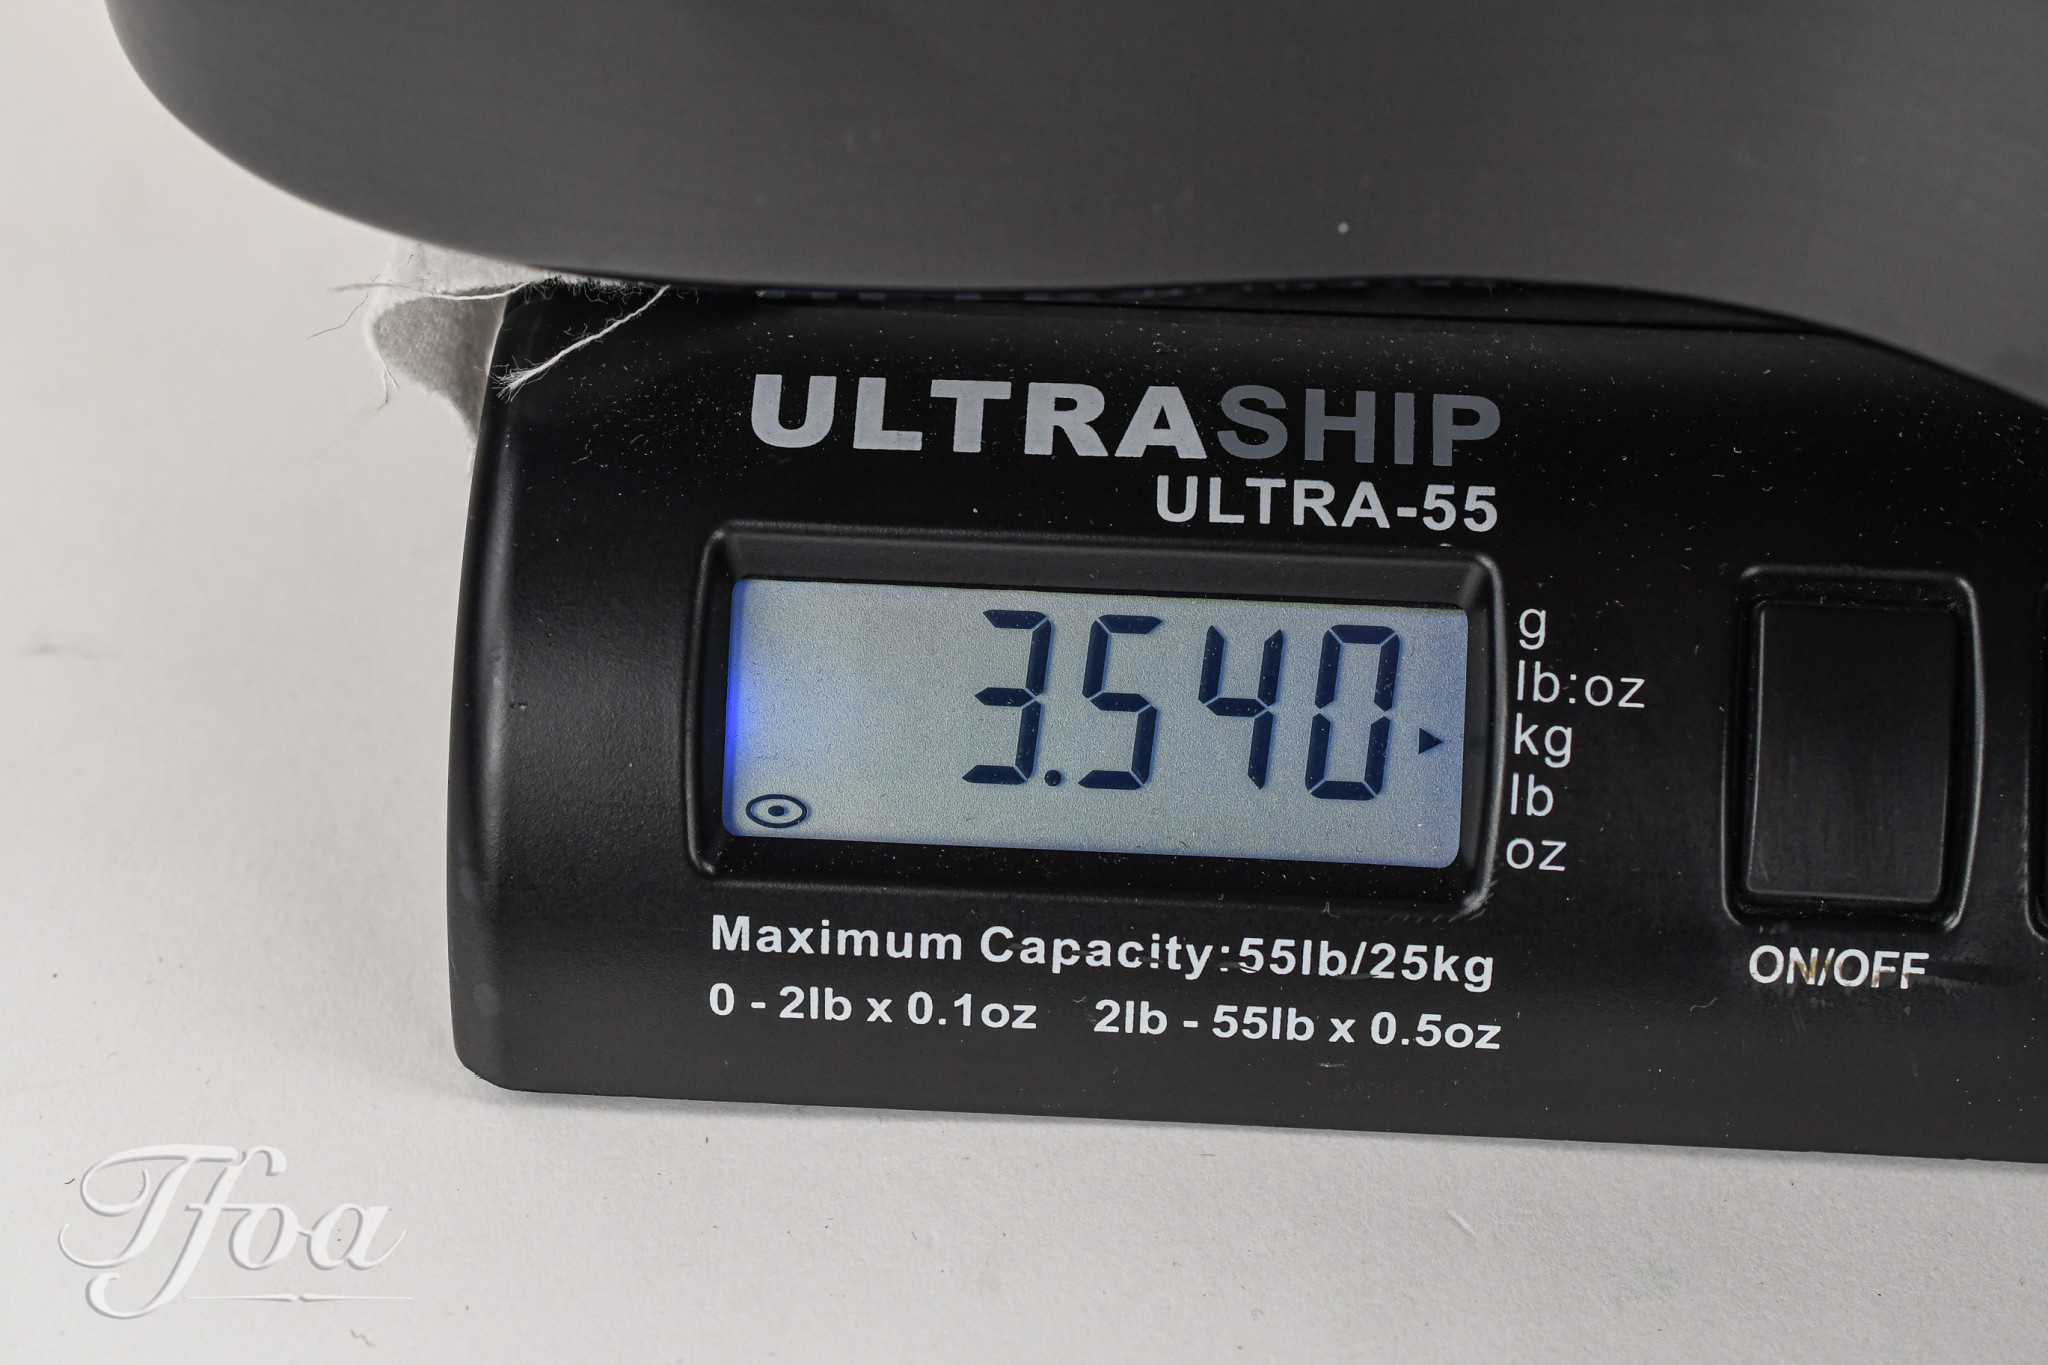 ULTRASHIP
ULTRA-55
3.540
g
lb:oz
kg
lb
oz
Maximum Capacity:55lb/25kg
0 - 2lb x 0.1oz 2lb - 55lb x 0.5oz
ON/OFF
Tfoa